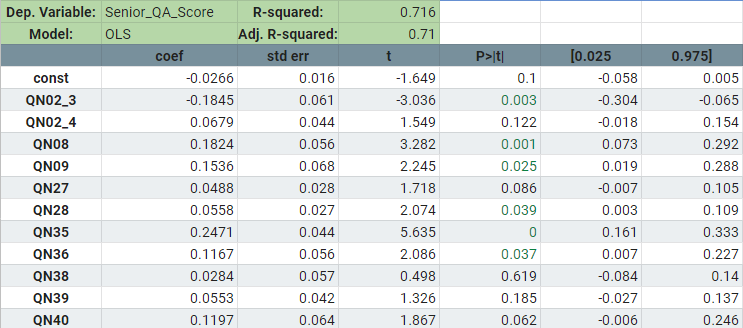 Dep. Variable: Senior_QA_Score R-squared: 0.716
Model: OLS Adj. R-squared: 0.71
coef std err t P>|t| [0.025 0.975]
const -0.0266 0.016 -1.649 0.1 -0.058 0.005
QN02_3 -0.1845 0.061 -3.036 0.003 -0.304 -0.065
QN02_4 0.0679 0.044 1.549 0.122 -0.018 0.154
QN08 0.1824 0.056 3.282 0.001 0.073 0.292
QN09 0.1536 0.068 2.245 0.025 0.019 0.288
QN27 0.0488 0.028 1.718 0.086 -0.007 0.105
QN28 0.0558 0.027 2.074 0.039 0.003 0.109
QN35 0.2471 0.044 5.635 0 0.161 0.333
QN36 0.1167 0.056 2.086 0.037 0.007 0.227
QN38 0.0284 0.057 0.498 0.619 -0.084 0.14
QN39 0.0553 0.042 1.326 0.185 -0.027 0.137
QN40 0.1197 0.064 1.867 0.062 -0.006 0.246